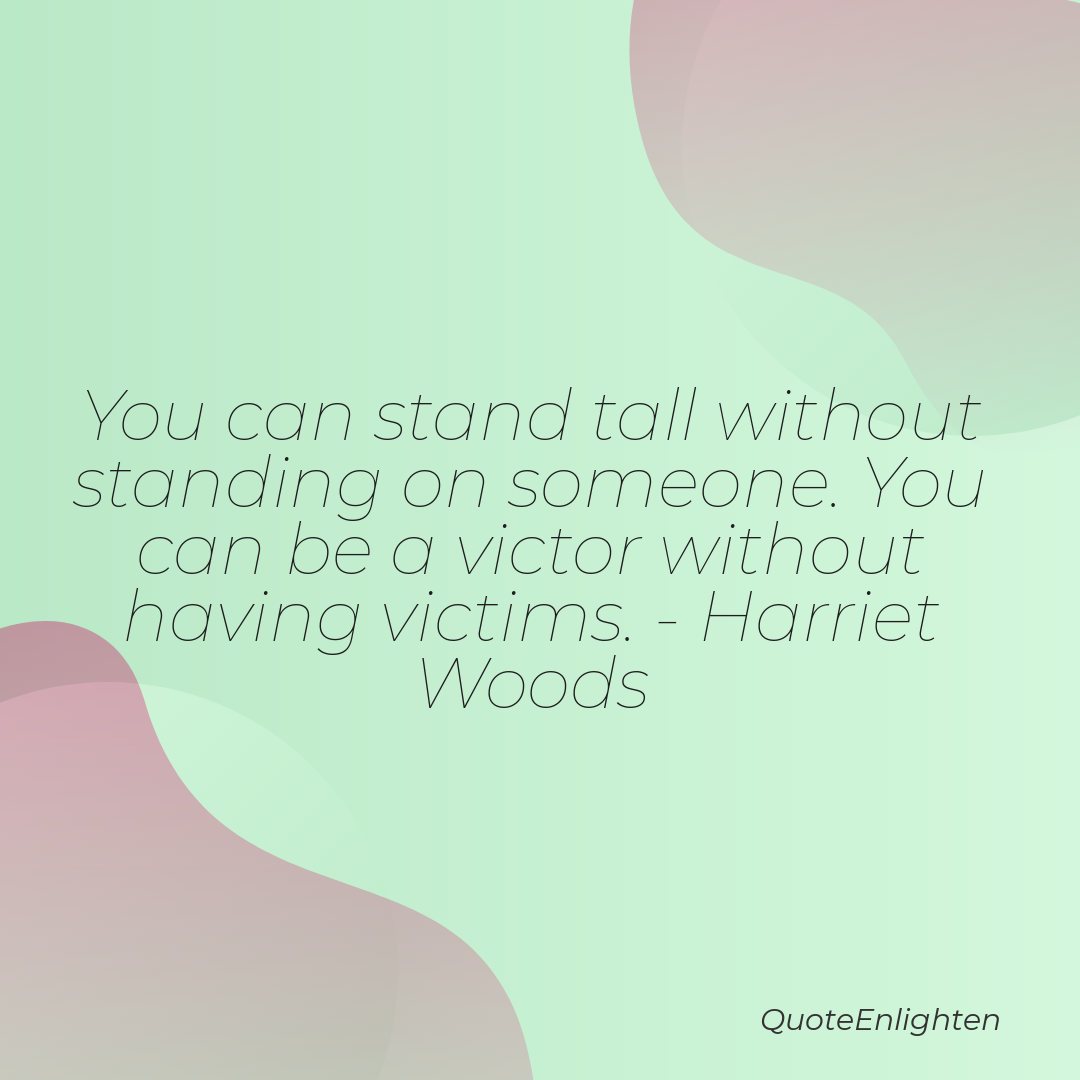 You can stand tall without
standing on someone. You
can be a victor without
having victims. - Harriet
Woods
QuoteEnlighten